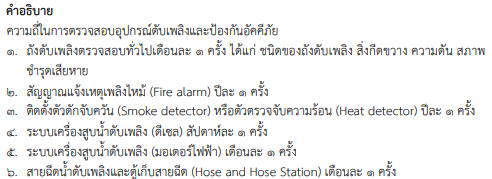 คำอธิบาย
ความถี่ในการตรวจสอบอุปกรณ์ดับเพลิงและป้องกันอัคคีภัย
๑. ถังดับเพลิงตรวจสอบทั่วไปเดือนละ ๑ ครั้ง ได้แก่ ชนิดของถังดับเพลิง สิ่งกีดขวาง ความดัน สภาพ
ชำรุดเสียหาย
๒. สัญญาณแจ้งเหตุเพลิงไหม้ (Fire alarm) ปีละ ๑ ครั้ง
๓. ติดตั้งตัวดักจับควัน (Smoke detector) หรือตัวตรวจจับความร้อน (Heat detector) ปีละ ๑ ครั้ง
๔. ระบบเครื่องสูบน้ำดับเพลิง (ดีเซล) สัปดาห์ละ ๑ ครั้ง
๕. ระบบเครื่องสูบน้ำดับเพลิง (มอเตอร์ไฟฟ้า) เดือนละ ๑ ครั้ง
๖. สายฉีดน้ำดับเพลิงและตู้เก็บสายฉีด (Hose and Hose Station) เดือนละ ๑ ครั้ง